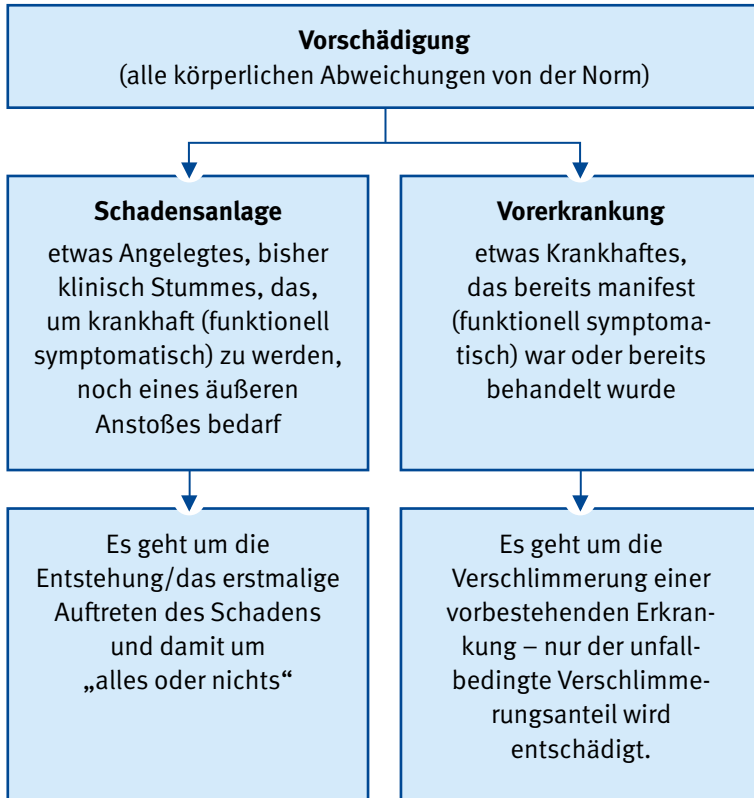 Vorschädigung
(alle körperlichen Abweichungen von der Norm)
Schadensanlage
etwas Angelegtes, bisher
klinisch Stummes, das,
um krankhaft (funktionell
symptomatisch) zu werden,
noch eines äußeren
Anstoßes bedarf
Vorerkrankung
etwas Krankhaftes,
das bereits manifest
(funktionell symptoma-
tisch) war oder bereits
behandelt wurde
Es geht um die
Entstehung/das erstmalige
Auftreten des Schadens
und damit um
„alles oder nichts“
Es geht um die
Verschlimmerung einer
vorbestehenden Erkran-
kung – nur der unfall-
bedingte Verschlimme-
rungsanteil wird
entschädigt.